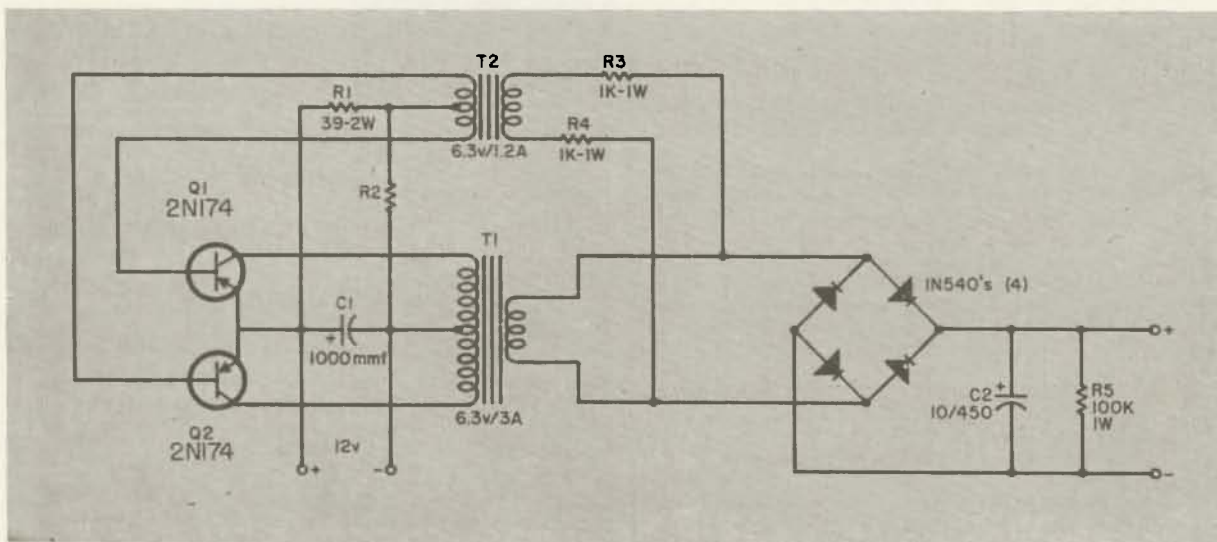 T2
R3
1K-1W
R1
39-2W
R4
1K-1W
6.3v/1.2A
R2
Q1
2N174
T1
1N540's (4)
C1
+
1000mmf
+
C2
10/450
+
R5
100K
1W
6.3v/3A
Q2
2N174
12v
+
-
-